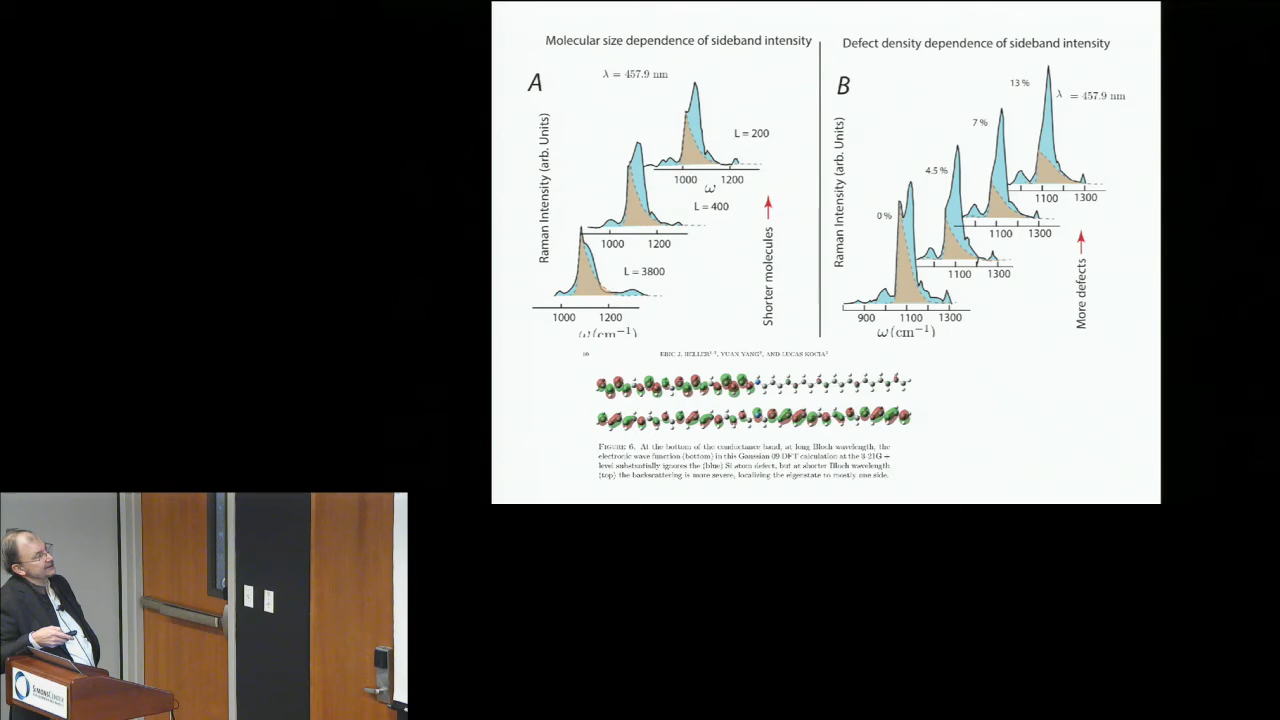 Molecular size dependence of sideband intensity
A
λ = 457.9 nm
Raman Intensity (arb. Units)
L = 200
1000 1200
ω
L = 400
1000 1200
L = 3800
1000 1200
ω(cm⁻¹)
Shorter molecules
Defect density dependence of sideband intensity
B
13 %
λ = 457.9 nm
7 %
4.5 %
0 %
Raman Intensity (arb. Units)
1100 1300
1100 1300
1100 1300
900 1100 1300
ω(cm⁻¹)
More defects
10 ERIC J. HELLER, YUAN YANG, AND LUCAS KOCIA
FIGURE 6. At the bottom of the conductance band, at long Bloch wavelength, the
electronic wave function (bottom) in this Gaussian 09 DFT calculation at the 3-21G +
level substantially ignores the (blue) Si atom defect, but at shorter Bloch wavelength
(top) the backscattering is more severe, localizing the eigenstate to mostly one side.
SIMONS CENTER